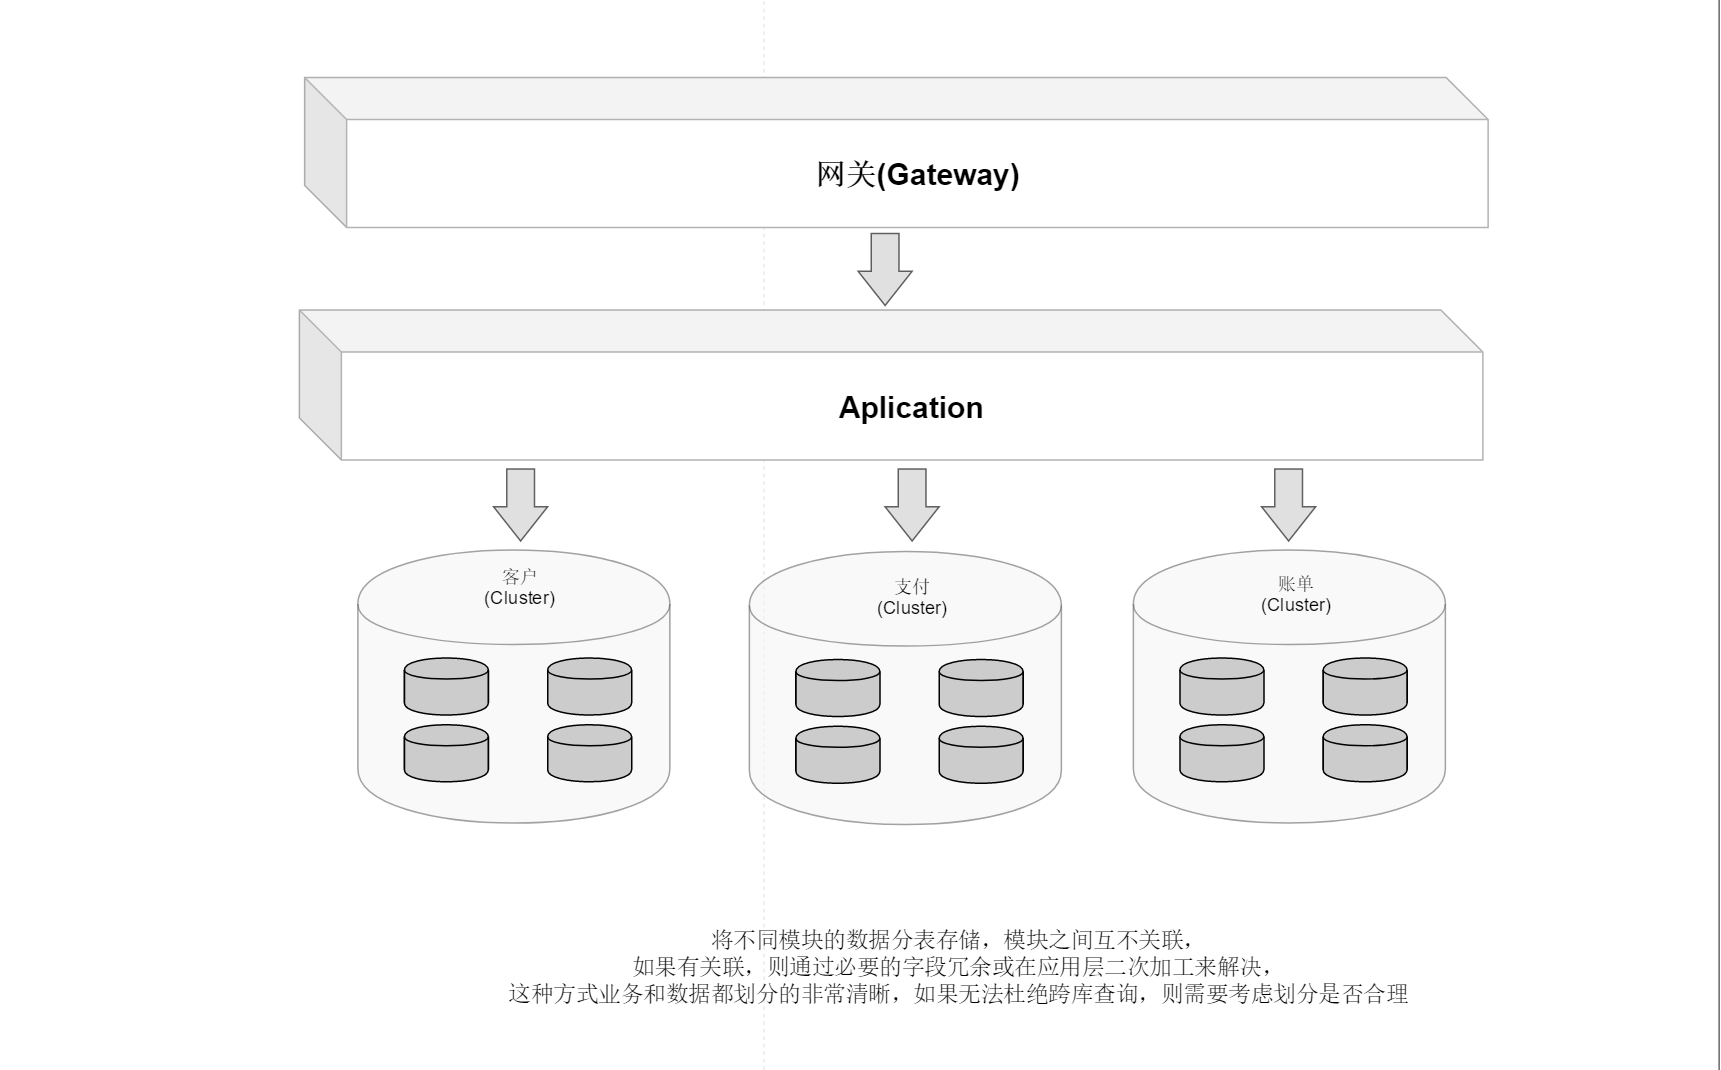 网关(Gateway)
Aplication
客户
(Cluster)
支付
(Cluster)
账单
(Cluster)
将不同模块的数据分表存储，模块之间互不关联，
如果有关联，则通过必要的字段冗余或在应用层二次加工来解决，
这种方式业务和数据都划分的非常清晰，如果无法杜绝跨库查询，则需要考虑划分是否合理